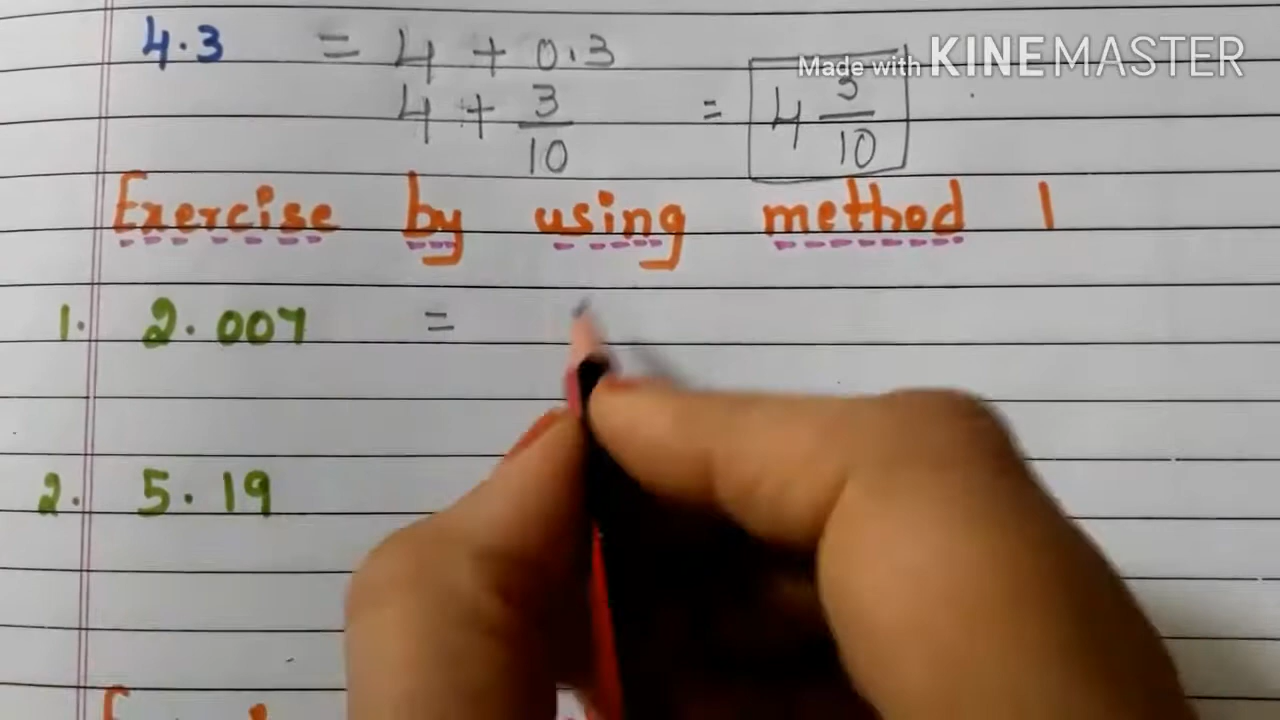 4.3 = 4 + 0.3
Made with KINEMASTER
4 + 3/10 = 4 3/10
Exercise by using method 1
1. 2.007 =
2. 5.19